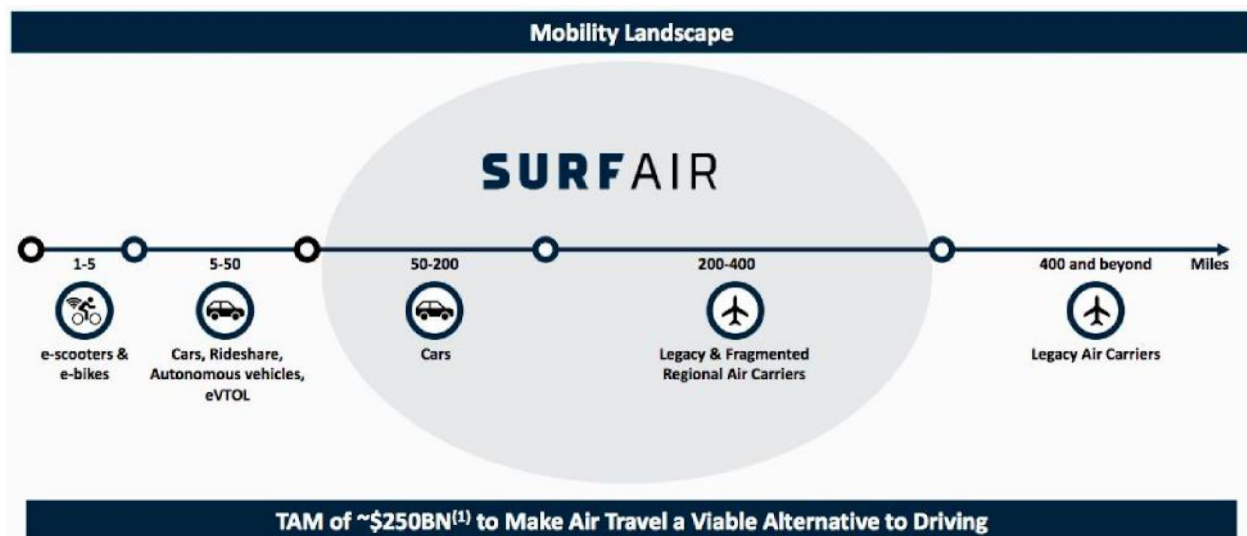 Mobility Landscape
SURFAIR
1-5
5-50
50-200
200-400
400 and beyond
Miles
e-scooters &
e-bikes
Cars, Rideshare,
Autonomous vehicles,
eVTOL
Cars
Legacy & Fragmented
Regional Air Carriers
Legacy Air Carriers
TAM of ~$250BN(1) to Make Air Travel a Viable Alternative to Driving